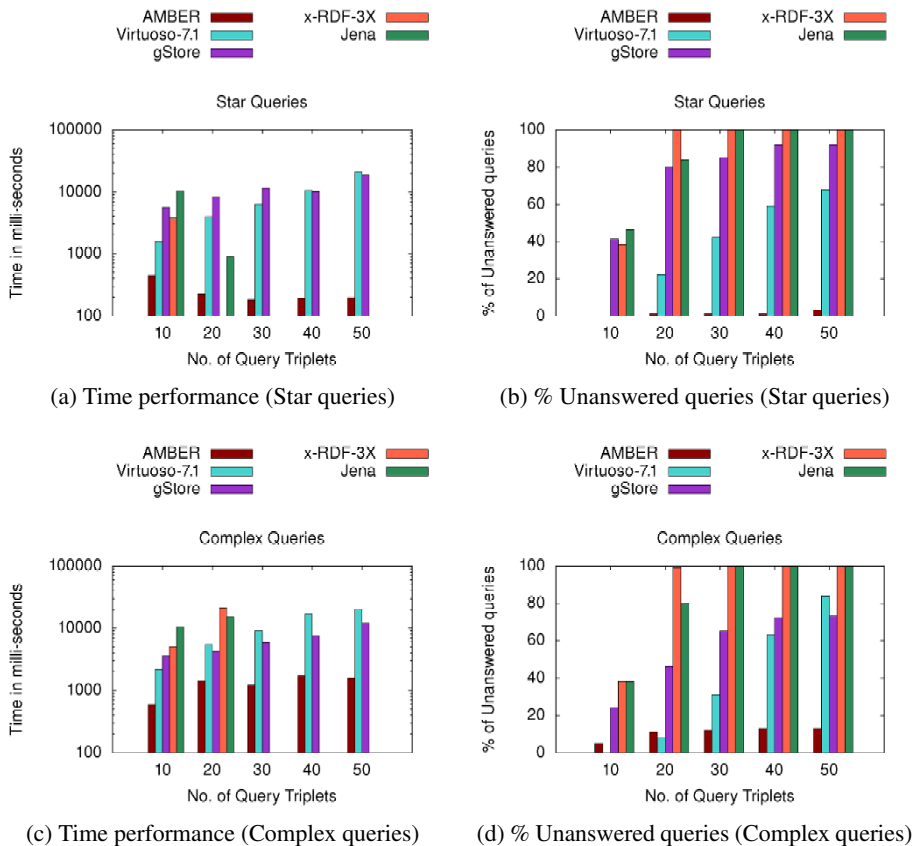 AMBER
Virtuoso-7.1
gStore
x-RDF-3X
Jena
Star Queries
Time in milli-seconds
100000
10000
1000
100
10 20 30 40 50
No. of Query Triplets
(a) Time performance (Star queries)
AMBER
Virtuoso-7.1
gStore
x-RDF-3X
Jena
Star Queries
% of Unanswered queries
100
80
60
40
20
0
10 20 30 40 50
No. of Query Triplets
(b) % Unanswered queries (Star queries)
AMBER
Virtuoso-7.1
gStore
x-RDF-3X
Jena
Complex Queries
Time in milli-seconds
100000
10000
1000
100
10 20 30 40 50
No. of Query Triplets
(c) Time performance (Complex queries)
AMBER
Virtuoso-7.1
gStore
x-RDF-3X
Jena
Complex Queries
% of Unanswered queries
100
80
60
40
20
0
10 20 30 40 50
No. of Query Triplets
(d) % Unanswered queries (Complex queries)